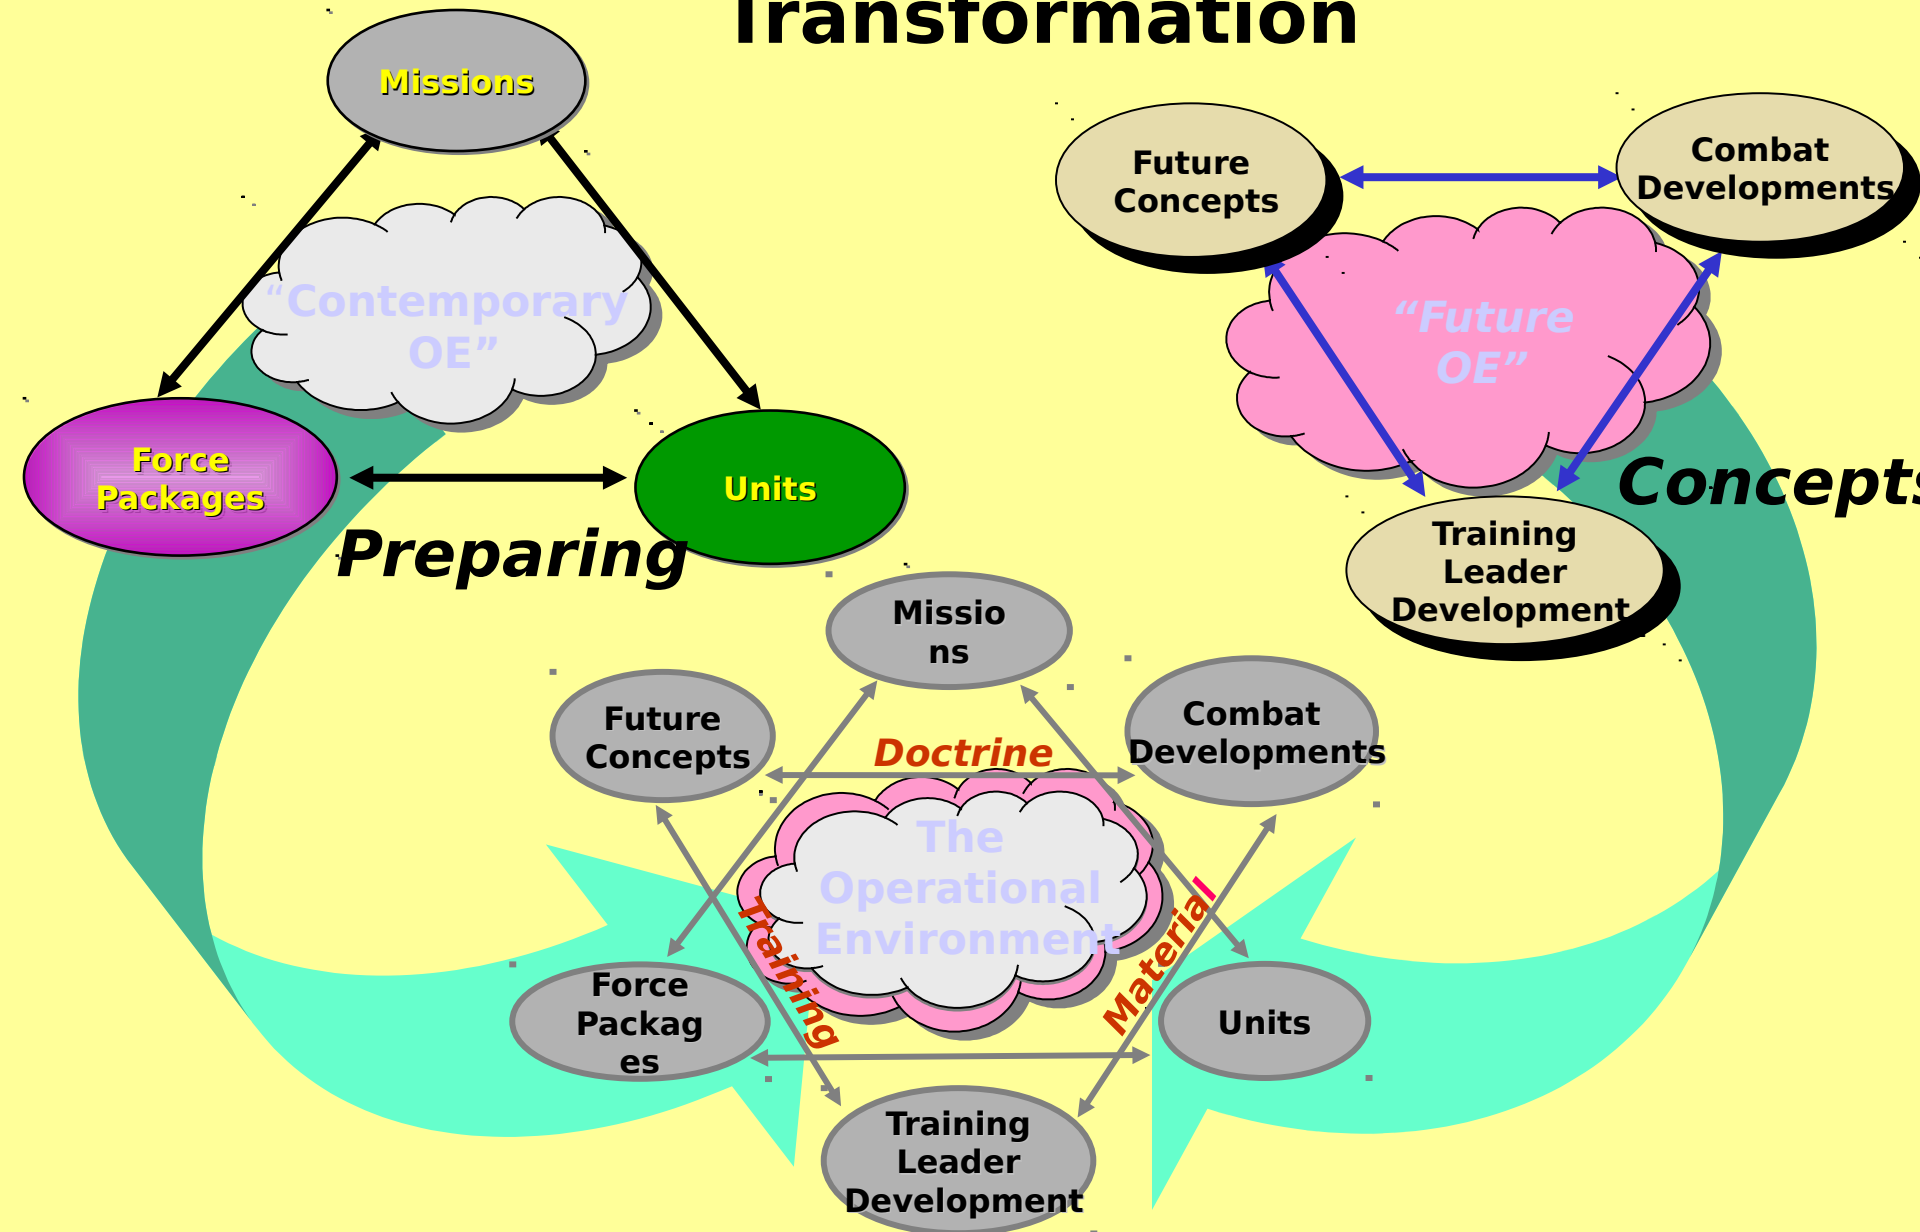 Transformation
Missions
“Contemporary
OE”
Force
Packages
Units
Preparing
Future
Concepts
Combat
Developments
“Future
OE”
Training
Leader
Development
Concepts
Missio
ns
Future
Concepts
Combat
Developments
Doctrine
The
Operational
Environment
Training
Material
Force
Packag
es
Units
Training
Leader
Development